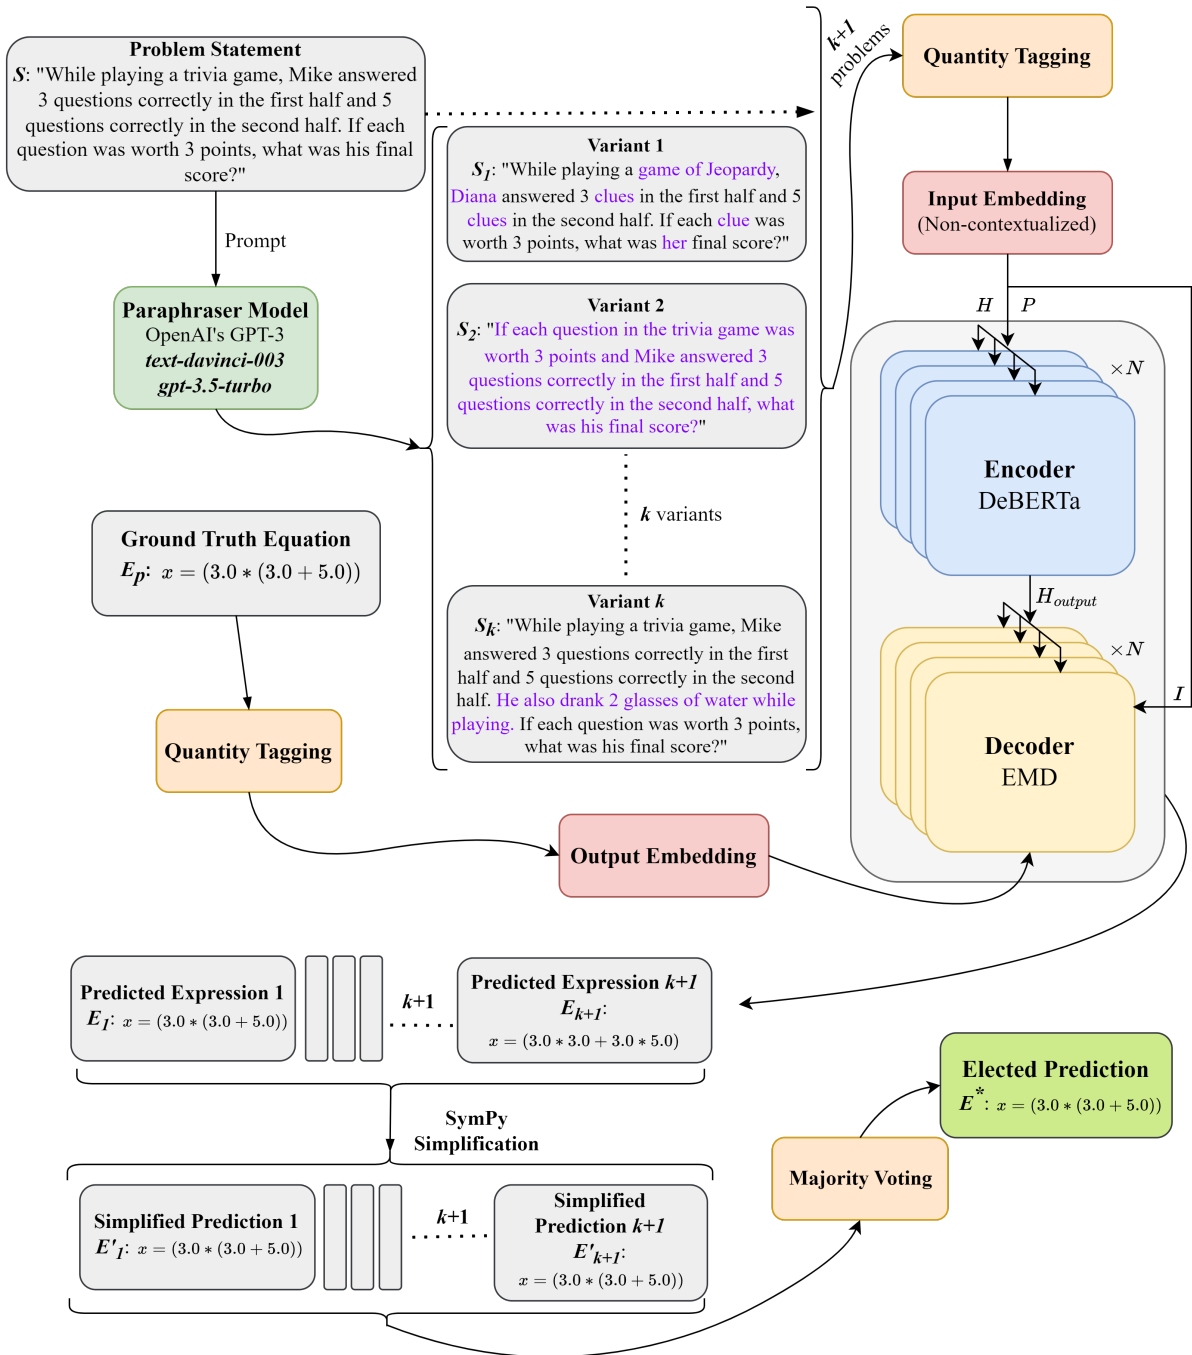 Problem Statement
S: "While playing a trivia game, Mike answered
3 questions correctly in the first half and 5
questions correctly in the second half. If each
question was worth 3 points, what was his final
score?"
Prompt
Paraphraser Model
OpenAI's GPT-3
text-davinci-003
gpt-3.5-turbo
Variant 1
S1: "While playing a game of Jeopardy,
Diana answered 3 clues in the first half and 5
clues in the second half. If each clue was
worth 3 points, what was her final score?"
Variant 2
S2: "If each question in the trivia game was
worth 3 points and Mike answered 3
questions correctly in the first half and 5
questions correctly in the second half, what
was his final score?"
k variants
Variant k
Sk: "While playing a trivia game, Mike
answered 3 questions correctly in the first
half and 5 questions correctly in the second
half. He also drank 2 glasses of water while
playing. If each question was worth 3 points,
what was his final score?"
k+1
problems
Quantity Tagging
Input Embedding
(Non-contextualized)
H P
×N
Encoder
DeBERTa
Houtput
×N
I
Decoder
EMD
Ground Truth Equation
Ep: x = (3.0 * (3.0 + 5.0))
Quantity Tagging
Output Embedding
Predicted Expression 1
E1: x = (3.0 * (3.0 + 5.0))
k+1
Predicted Expression k+1
Ek+1:
x = (3.0 * 3.0 + 3.0 * 5.0)
SymPy
Simplification
Simplified Prediction 1
E'1: x = (3.0 * (3.0 + 5.0))
k+1
Simplified
Prediction k+1
E'k+1:
x = (3.0 * (3.0 + 5.0))
Majority Voting
Elected Prediction
E*: x = (3.0 * (3.0 + 5.0))